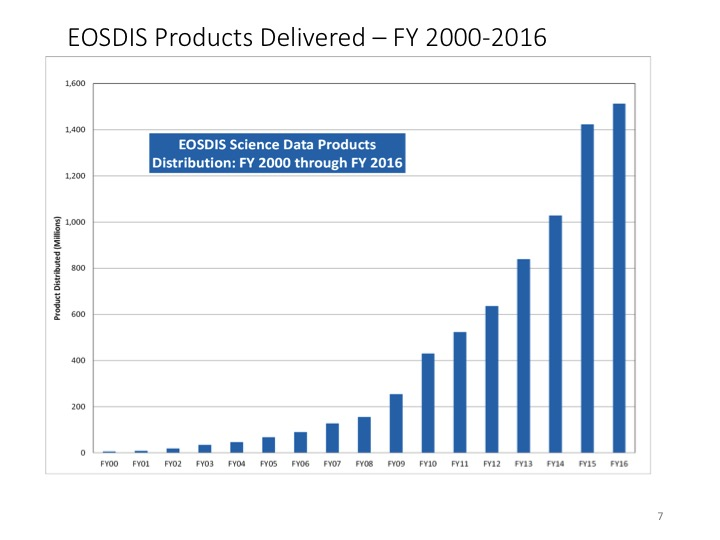 EOSDIS Products Delivered – FY 2000-2016
1,600
1,400
1,200
1,000
800
600
400
200
0
Product Distributed (Millions)
EOSDIS Science Data Products
Distribution: FY 2000 through FY 2016
FY00 FY01 FY02 FY03 FY04 FY05 FY06 FY07 FY08 FY09 FY10 FY11 FY12 FY13 FY14 FY15 FY16
7